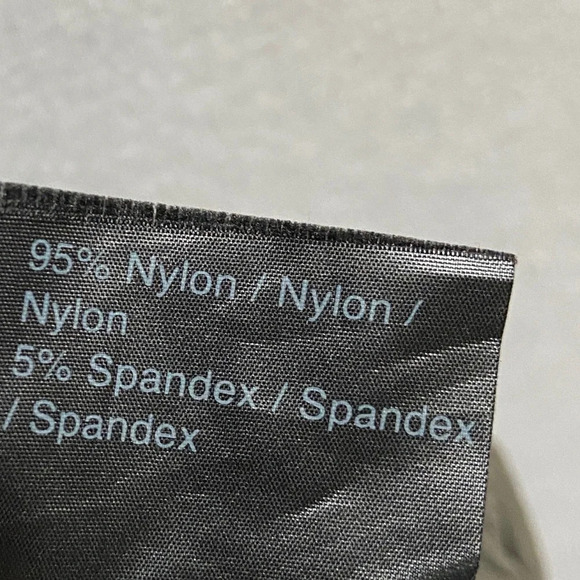 95% Nylon / Nylon /
Nylon
5% Spandex / Spandex
/ Spandex